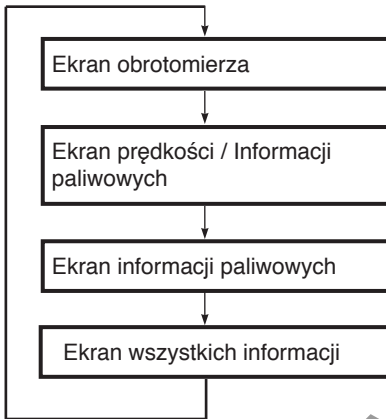 Ekran obrotomierza
Ekran prędkości / Informacji
paliwowych
Ekran informacji paliwowych
Ekran wszystkich informacji